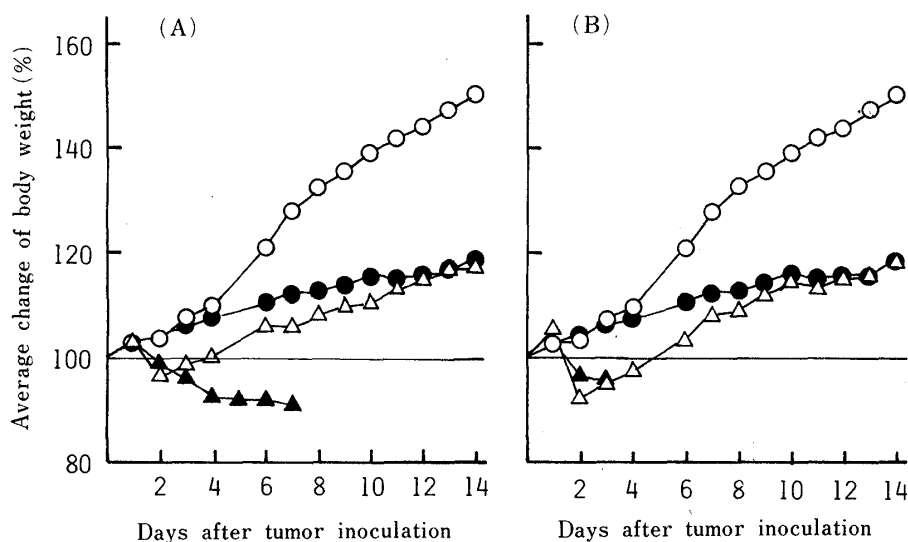 (A)
(B)
Average change of body weight (%)
160
140
120
100
80
2 4 6 8 10 12 14
2 4 6 8 10 12 14
Days after tumor inoculation
Days after tumor inoculation